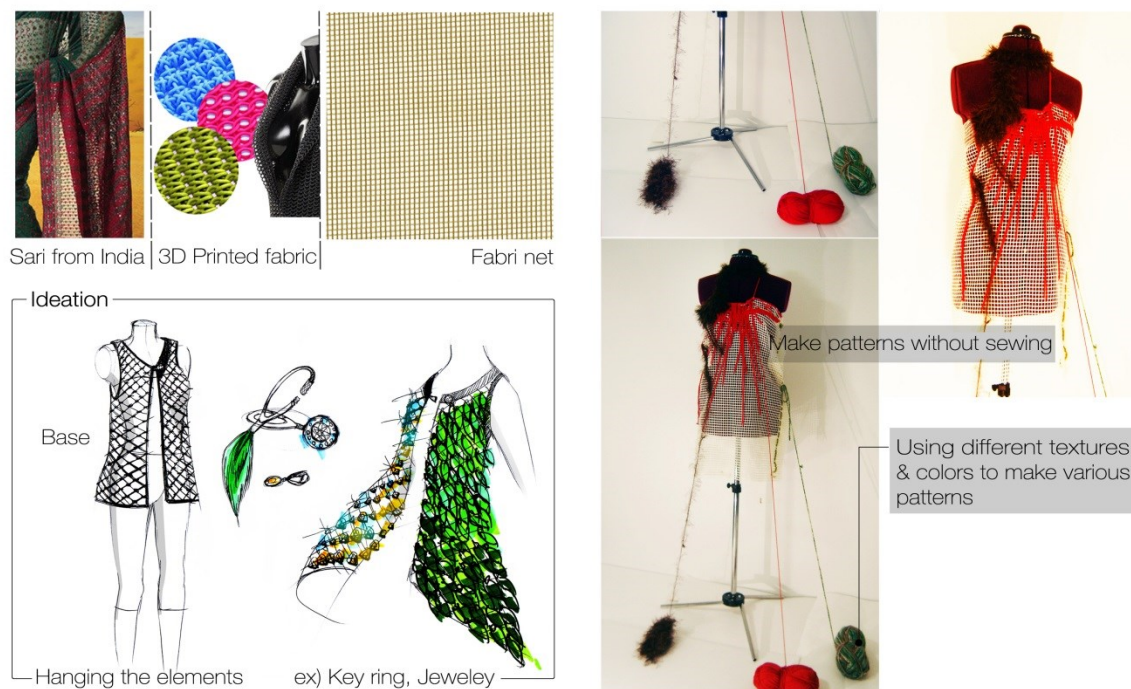 Sari from India
3D Printed fabric
Fabri net
Ideation
Base
Hanging the elements
ex) Key ring, Jeweley
Make patterns without sewing
Using different textures
& colors to make various
patterns